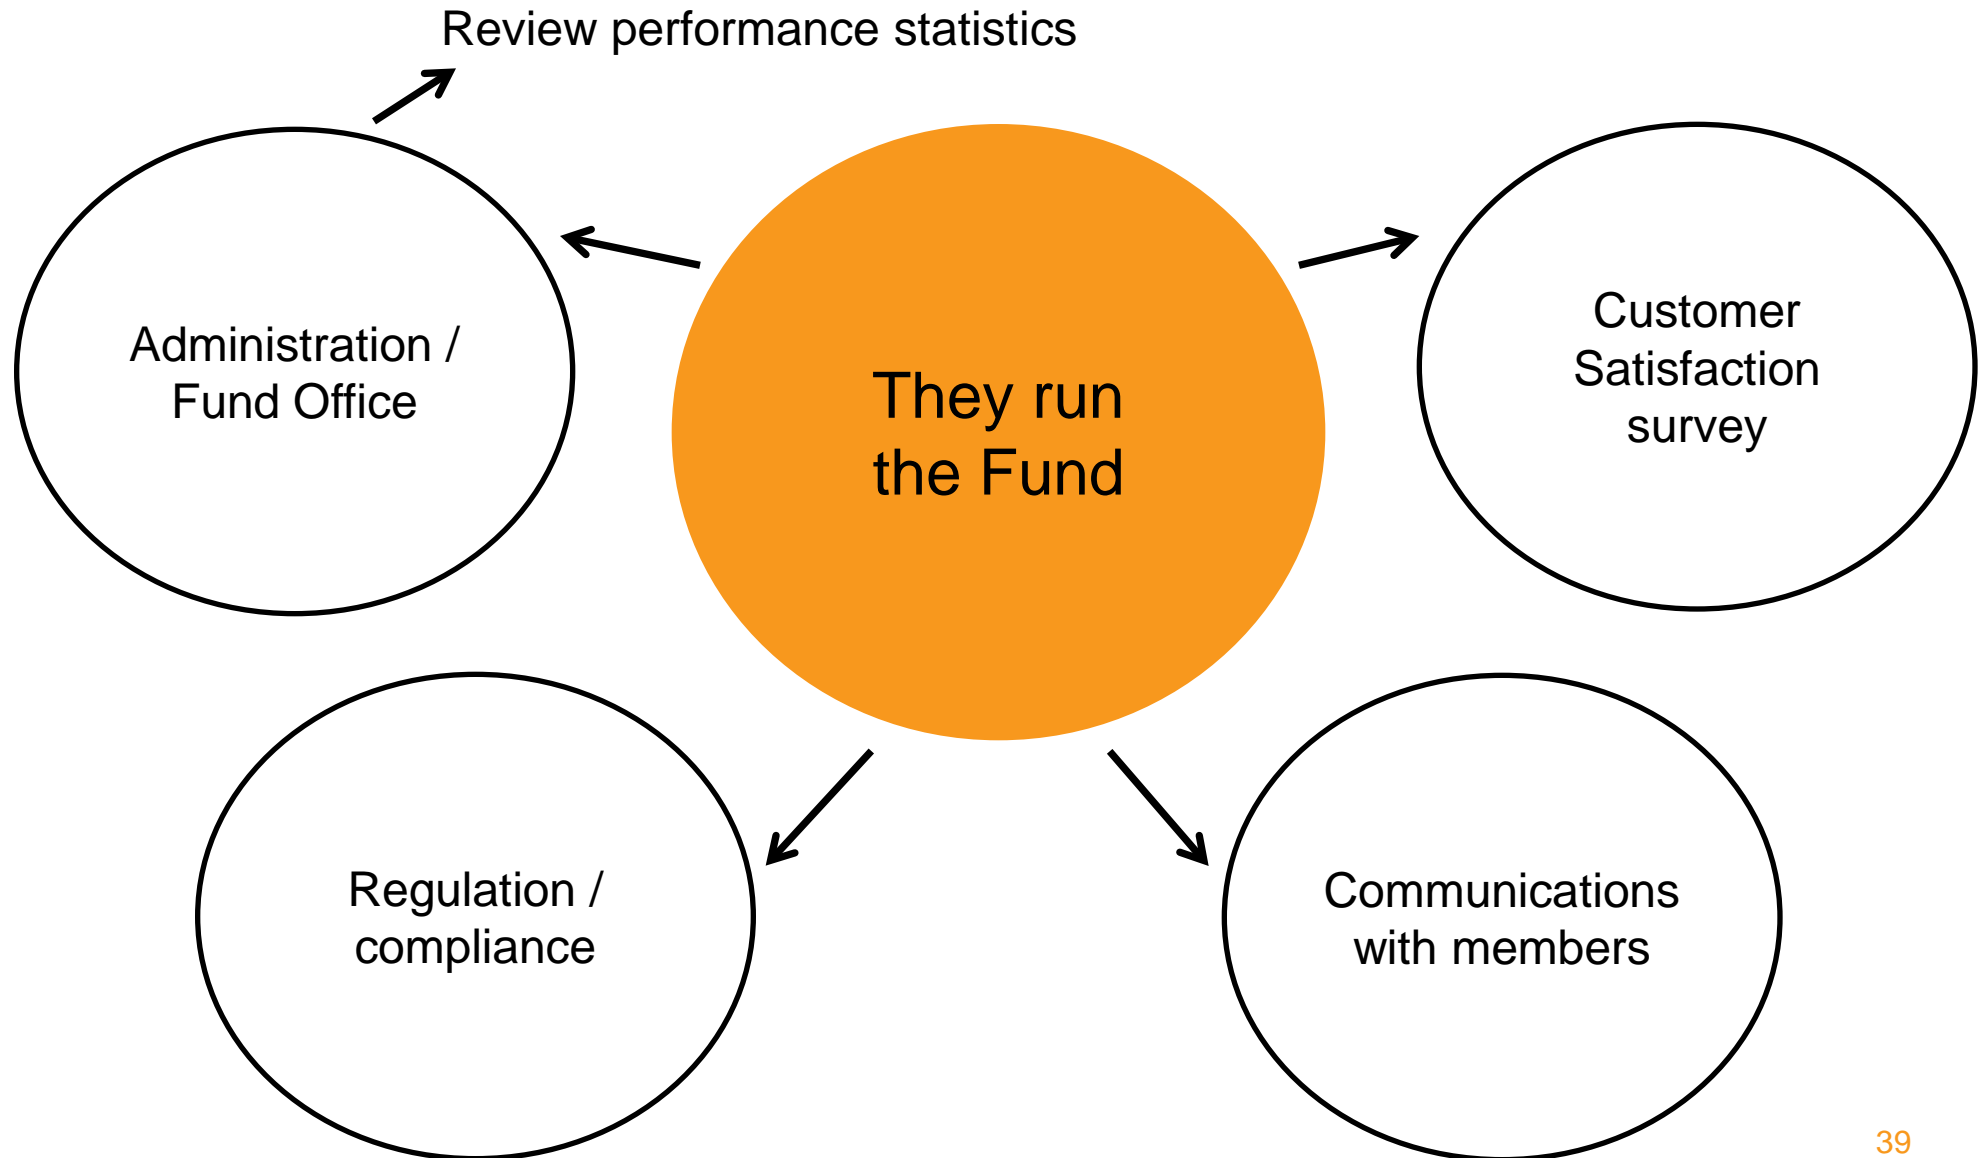 Review performance statistics
Administration /
Fund Office
They run
the Fund
Customer
Satisfaction
survey
Regulation /
compliance
Communications
with members
39